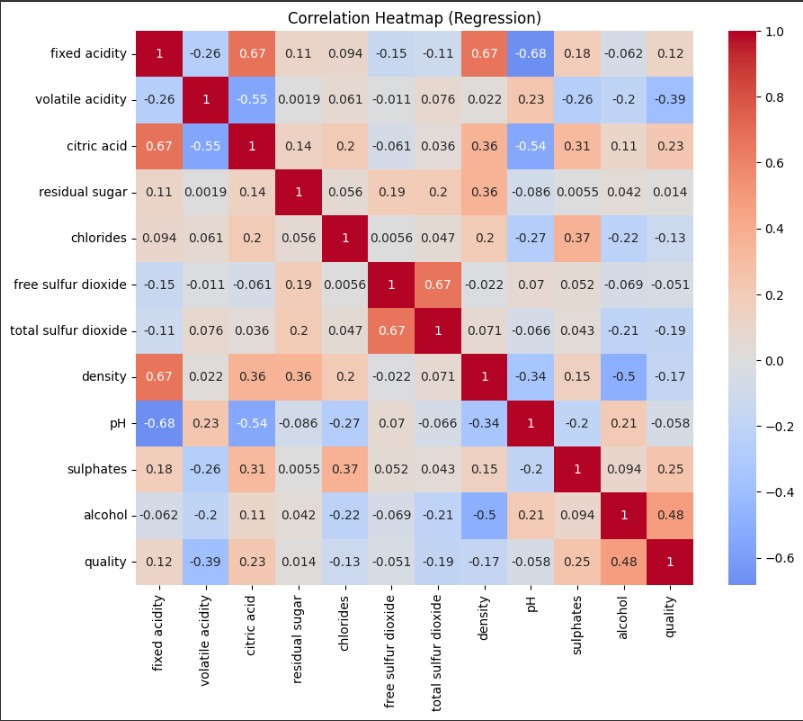 Correlation Heatmap (Regression)
fixed acidity 1 -0.26 0.67 0.11 0.094 -0.15 -0.11 0.67 -0.68 0.18 -0.062 0.12
volatile acidity -0.26 1 -0.55 0.0019 0.061 -0.011 0.076 0.022 0.23 -0.26 -0.2 -0.39
citric acid 0.67 -0.55 1 0.14 0.2 -0.061 0.036 0.36 -0.54 0.31 0.11 0.23
residual sugar 0.11 0.0019 0.14 1 0.056 0.19 0.2 0.36 -0.086 0.0055 0.042 0.014
chlorides 0.094 0.061 0.2 0.056 1 0.0056 0.047 0.2 -0.27 0.37 -0.22 -0.13
free sulfur dioxide -0.15 -0.011 -0.061 0.19 0.0056 1 0.67 -0.022 0.07 0.052 -0.069 -0.051
total sulfur dioxide -0.11 0.076 0.036 0.2 0.047 0.67 1 0.071 -0.066 0.043 -0.21 -0.19
density 0.67 0.022 0.36 0.36 0.2 -0.022 0.071 1 -0.34 0.15 -0.5 -0.17
pH -0.68 0.23 -0.54 -0.086 -0.27 0.07 -0.066 -0.34 1 -0.2 0.21 -0.058
sulphates 0.18 -0.26 0.31 0.0055 0.37 0.052 0.043 0.15 -0.2 1 0.094 0.25
alcohol -0.062 -0.2 0.11 0.042 -0.22 -0.069 -0.21 -0.5 0.21 0.094 1 0.48
quality 0.12 -0.39 0.23 0.014 -0.13 -0.051 -0.19 -0.17 -0.058 0.25 0.48 1
fixed acidity
volatile acidity
citric acid
residual sugar
chlorides
free sulfur dioxide
total sulfur dioxide
density
pH
sulphates
alcohol
quality
1.0
0.8
0.6
0.4
0.2
0.0
−0.2
−0.4
−0.6